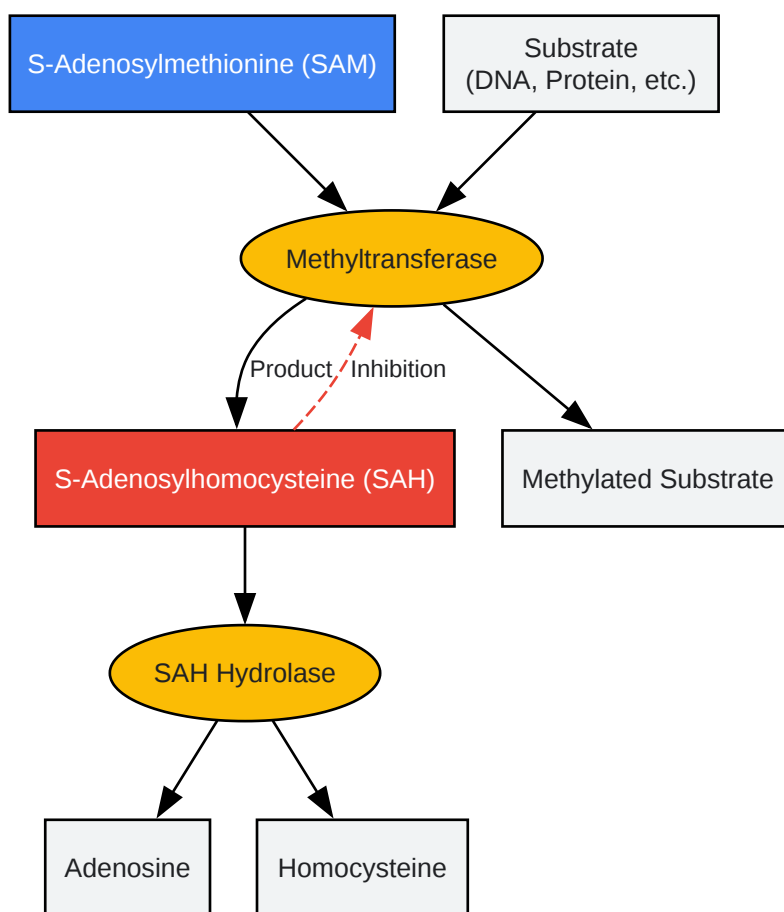 S-Adenosylmethionine (SAM)
Substrate
(DNA, Protein, etc.)
Methyltransferase
Product
Inhibition
S-Adenosylhomocysteine (SAH)
Methylated Substrate
SAH Hydrolase
Adenosine
Homocysteine